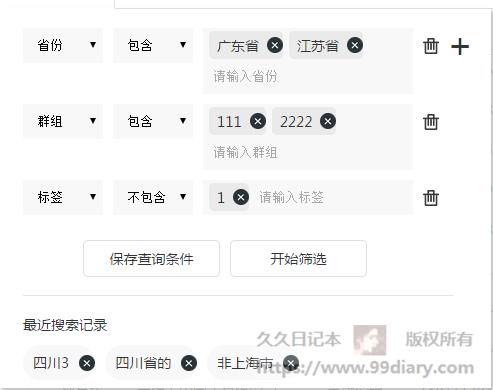 省份 包含 广东省 江苏省
请输入省份
群组 包含 111 2222
请输入群组
标签 不包含 1 请输入标签
保存查询条件 开始筛选
最近搜索记录
四川3 四川省的 非上海市
久久日记本 版权所有
https://www.99diary.com